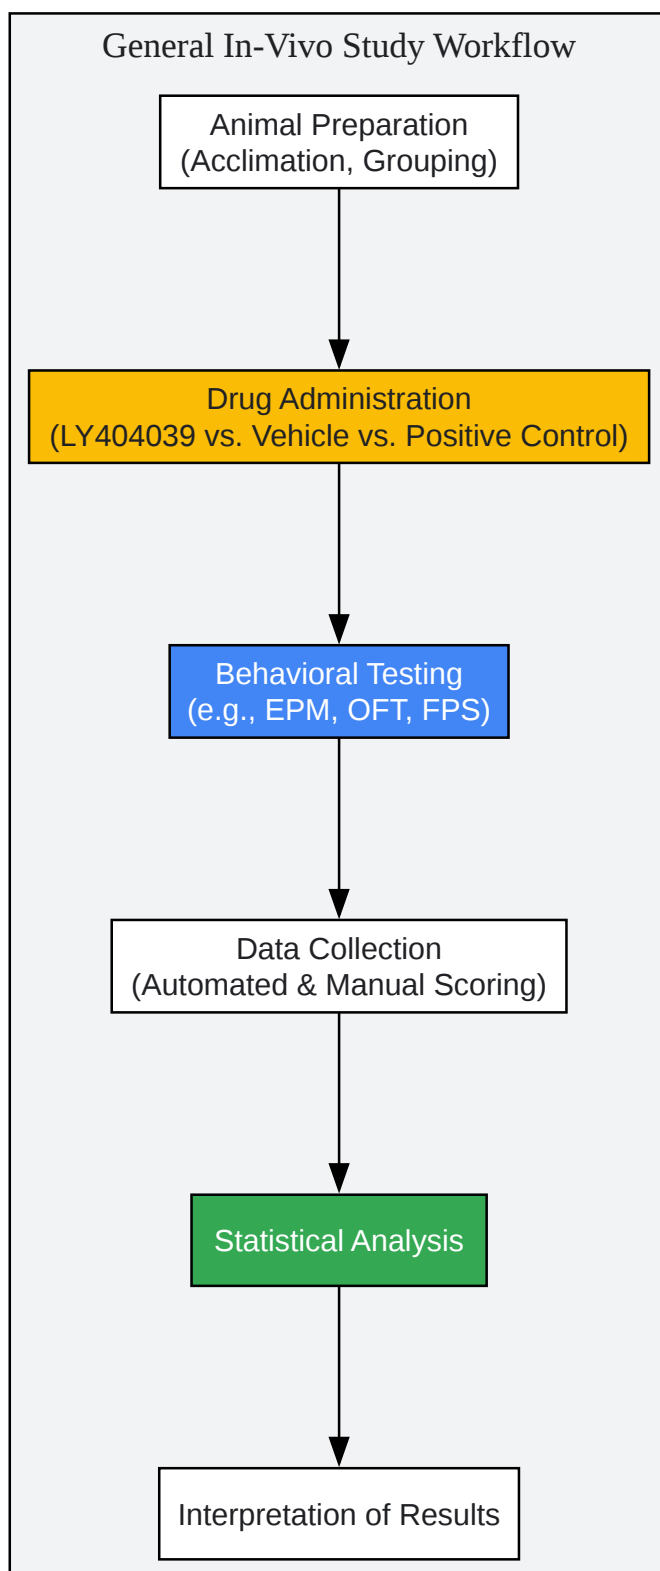 General In-Vivo Study Workflow
Animal Preparation
(Acclimation, Grouping)
Drug Administration
(LY404039 vs. Vehicle vs. Positive Control)
Behavioral Testing
(e.g., EPM, OFT, FPS)
Data Collection
(Automated & Manual Scoring)
Statistical Analysis
Interpretation of Results